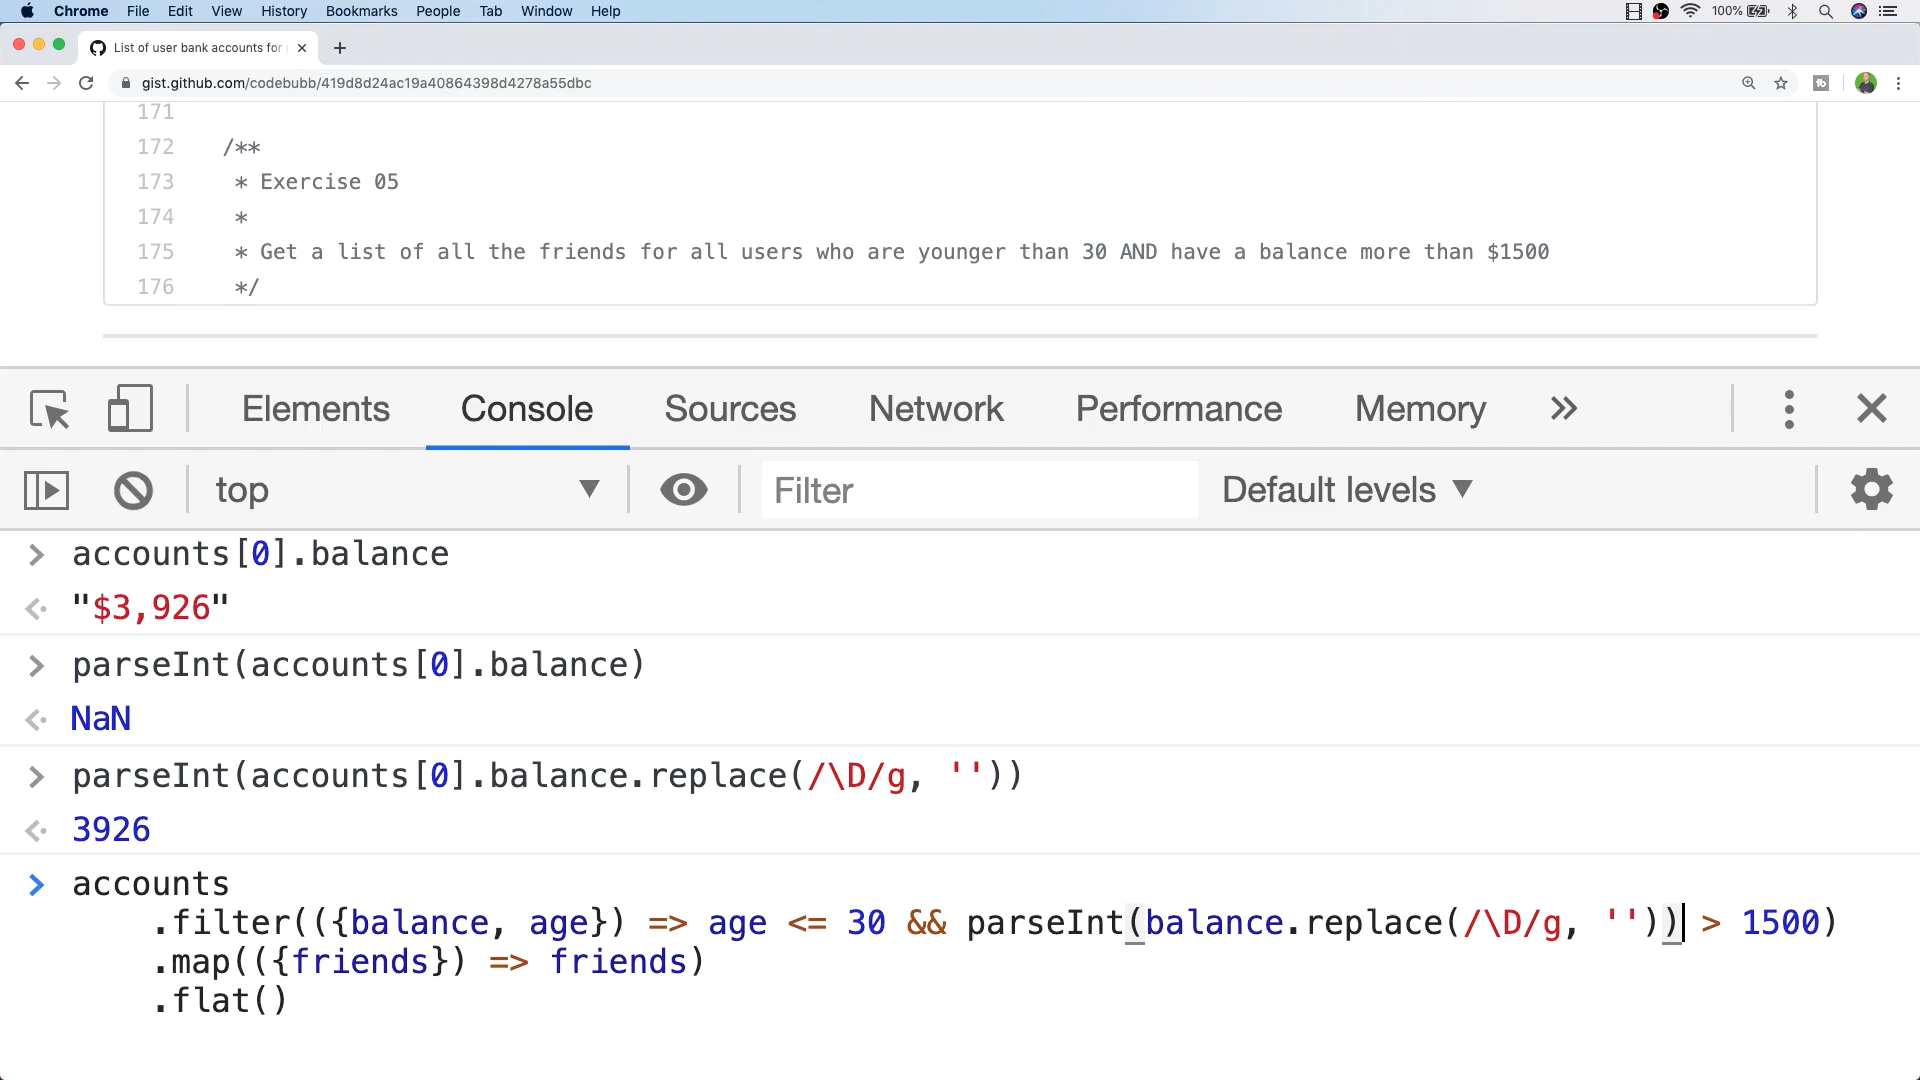 Chrome File Edit View History Bookmarks People Tab Window Help 100%
List of user bank accounts for
gist.github.com/codebubb/419d8d24ac19a40864398d4278a55dbc
171
172 /**
173 * Exercise 05
174 *
175 * Get a list of all the friends for all users who are younger than 30 AND have a balance more than $1500
176 */
Elements Console Sources Network Performance Memory
top Filter Default levels
accounts[0].balance
"$3,926"
parseInt(accounts[0].balance)
NaN
parseInt(accounts[0].balance.replace(/\D/g, ''))
3926
accounts
.filter(({balance, age}) => age <= 30 && parseInt(balance.replace(/\D/g, '')) > 1500)
.map(({friends}) => friends)
.flat()